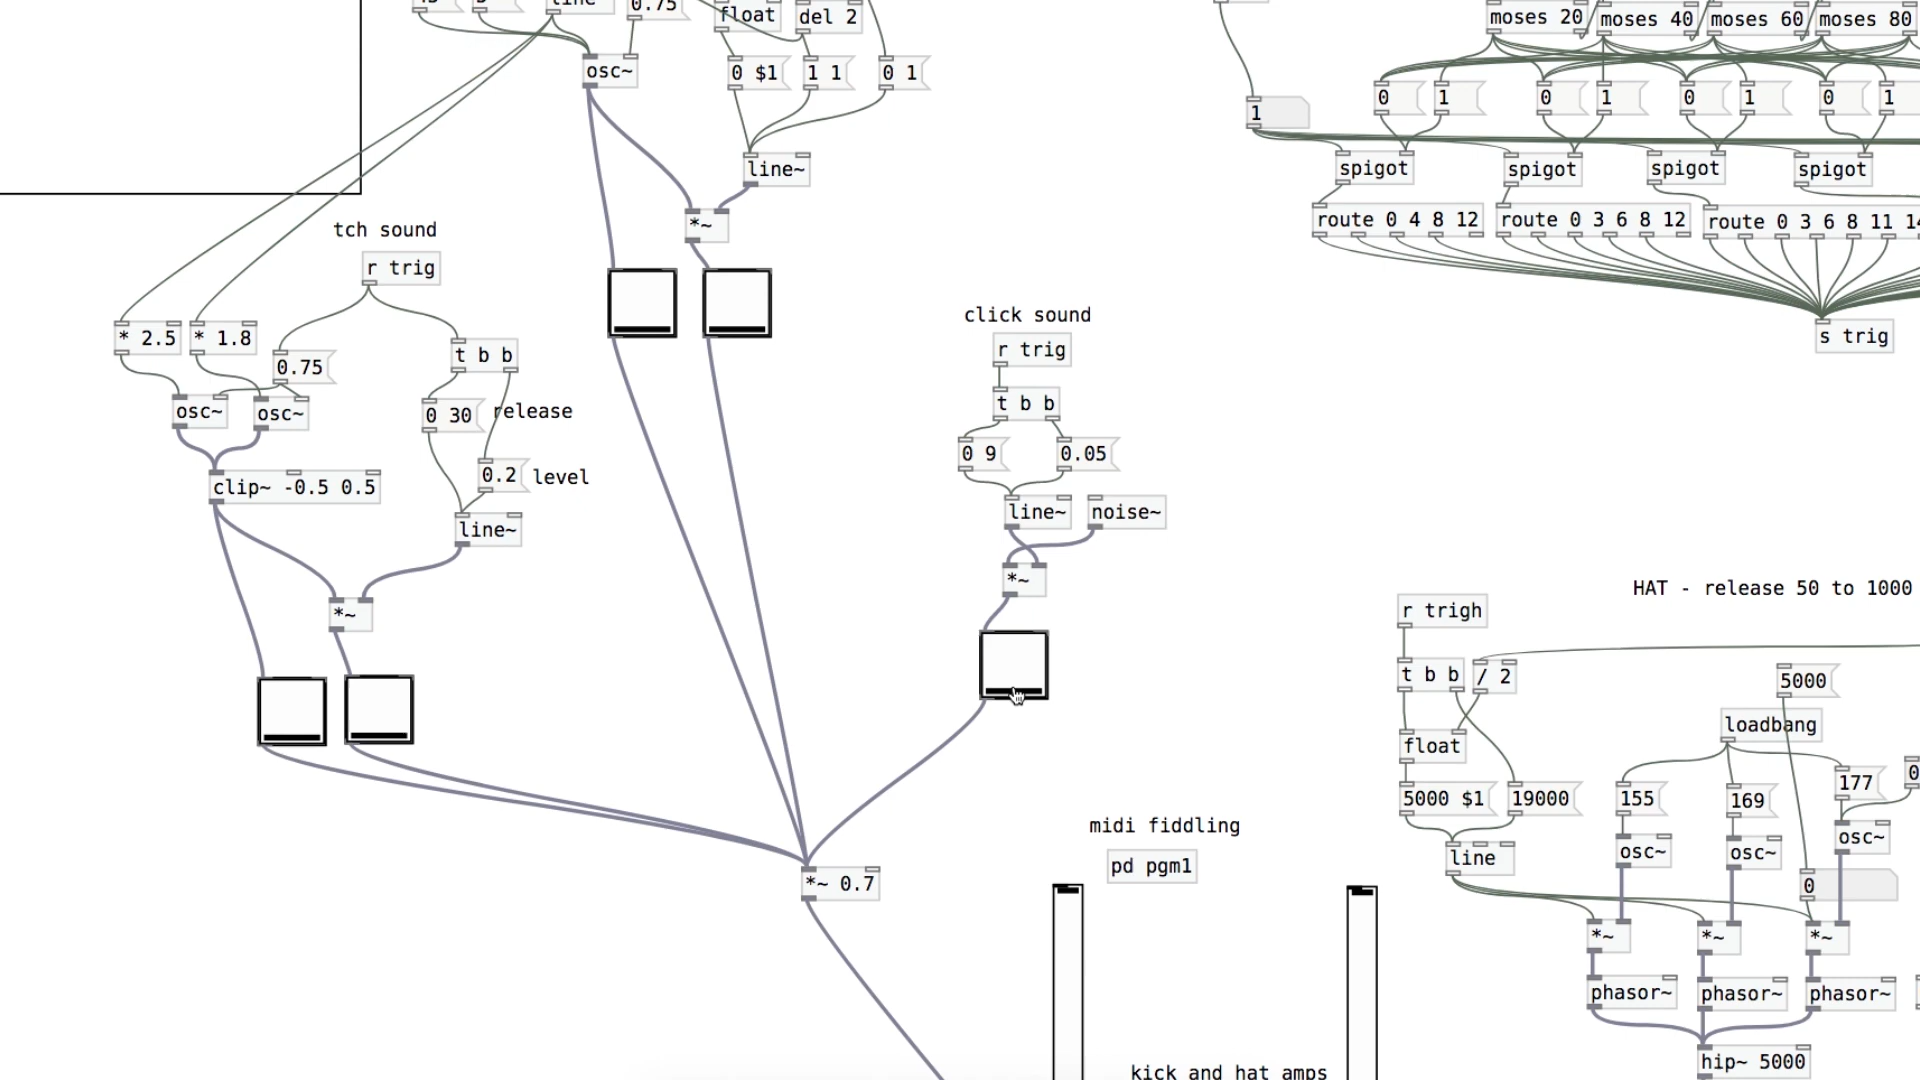 0.75
float
del 2
moses 20
moses 40
moses 60
moses 80
osc~
0 $1
1 1
0 1
0
1
0
1
0
1
0
1
1
line~
spigot
spigot
spigot
spigot
*~
route 0 4 8 12
route 0 3 6 8 12
route 0 3 6 8 11
s trig
tch sound
r trig
* 2.5
* 1.8
0.75
t b b
osc~
osc~
0 30
release
0.2
level
clip~ -0.5 0.5
line~
*~
click sound
r trig
t b b
0 9
0.05
line~
noise~
*~
*~ 0.7
midi fiddling
pd pgm1
kick and hat amps
HAT - release 50 to 1000
r trigh
t b b
/ 2
float
5000 $1
19000
line
5000
loadbang
155
169
177
0
osc~
osc~
osc~
0
*~
*~
*~
phasor~
phasor~
phasor~
hip~ 5000